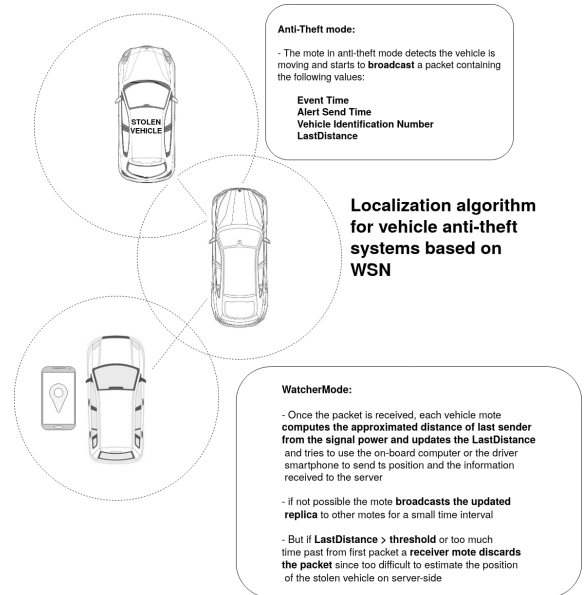 Anti-Theft mode:
- The mote in anti-theft mode detects the vehicle is
moving and starts to broadcast a packet containing
the following values:
Event Time
Alert Send Time
Vehicle Identification Number
LastDistance
STOLEN
VEHICLE
Localization algorithm
for vehicle anti-theft
systems based on
WSN
WatcherMode:
- Once the packet is received, each vehicle mote
computes the approximated distance of last sender
from the signal power and updates the LastDistance
and tries to use the on-board computer or the driver
smartphone to send ts position and the information
received to the server
- if not possible the mote broadcasts the updated
replica to other motes for a small time interval
- But if LastDistance > threshold or too much
time past from first packet a receiver mote discards
the packet since too difficult to estimate the position
of the stolen vehicle on server-side